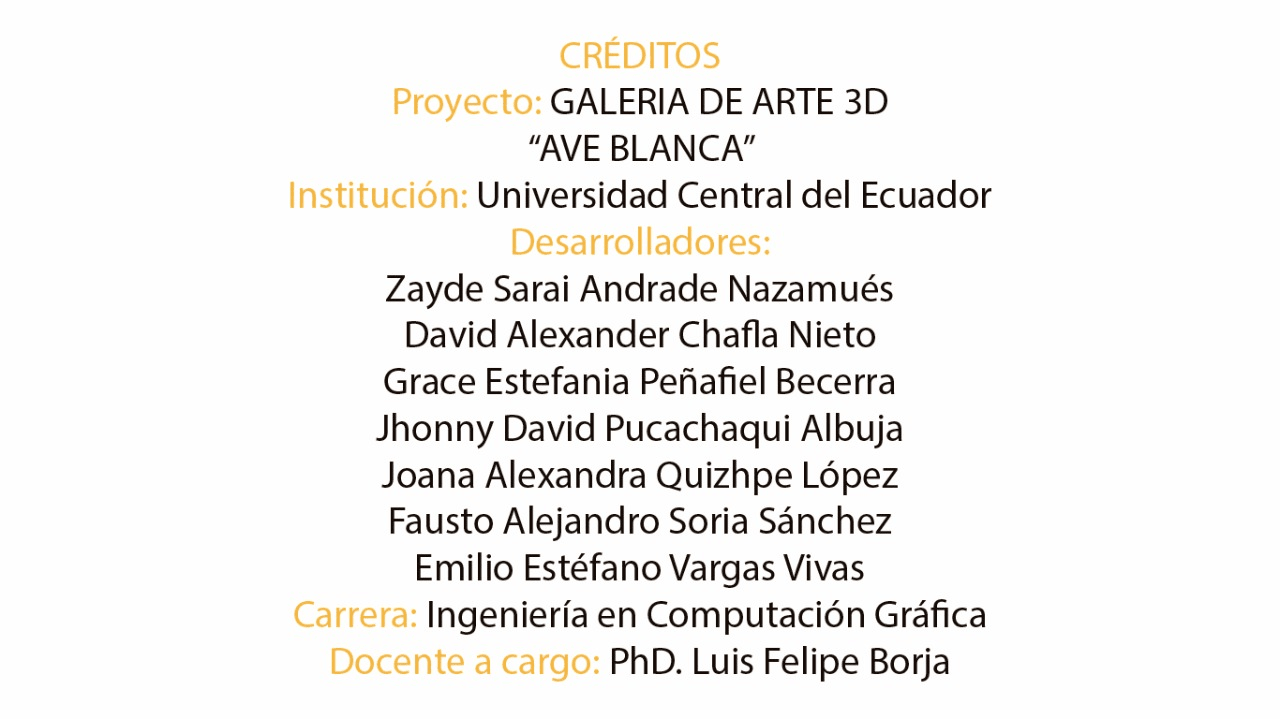 CRÉDITOS
Proyecto: GALERIA DE ARTE 3D
“AVE BLANCA”
Institución: Universidad Central del Ecuador
Desarrolladores:
Zayde Sarai Andrade Nazamués
David Alexander Chafla Nieto
Grace Estefania Peñafiel Becerra
Jhonny David Pucachaqui Albuja
Joana Alexandra Quizhpe López
Fausto Alejandro Soria Sánchez
Emilio Estéfano Vargas Vivas
Carrera: Ingeniería en Computación Gráfica
Docente a cargo: PhD. Luis Felipe Borja